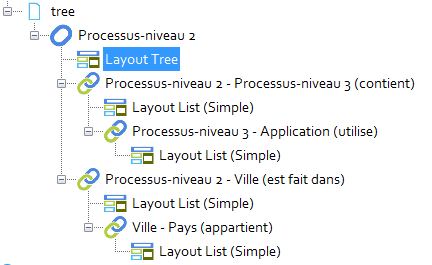 tree
Processus-niveau 2
Layout Tree
Processus-niveau 2 - Processus-niveau 3 (contient)
Layout List (Simple)
Processus-niveau 3 - Application (utilise)
Layout List (Simple)
Processus-niveau 2 - Ville (est fait dans)
Layout List (Simple)
Ville - Pays (appartient)
Layout List (Simple)